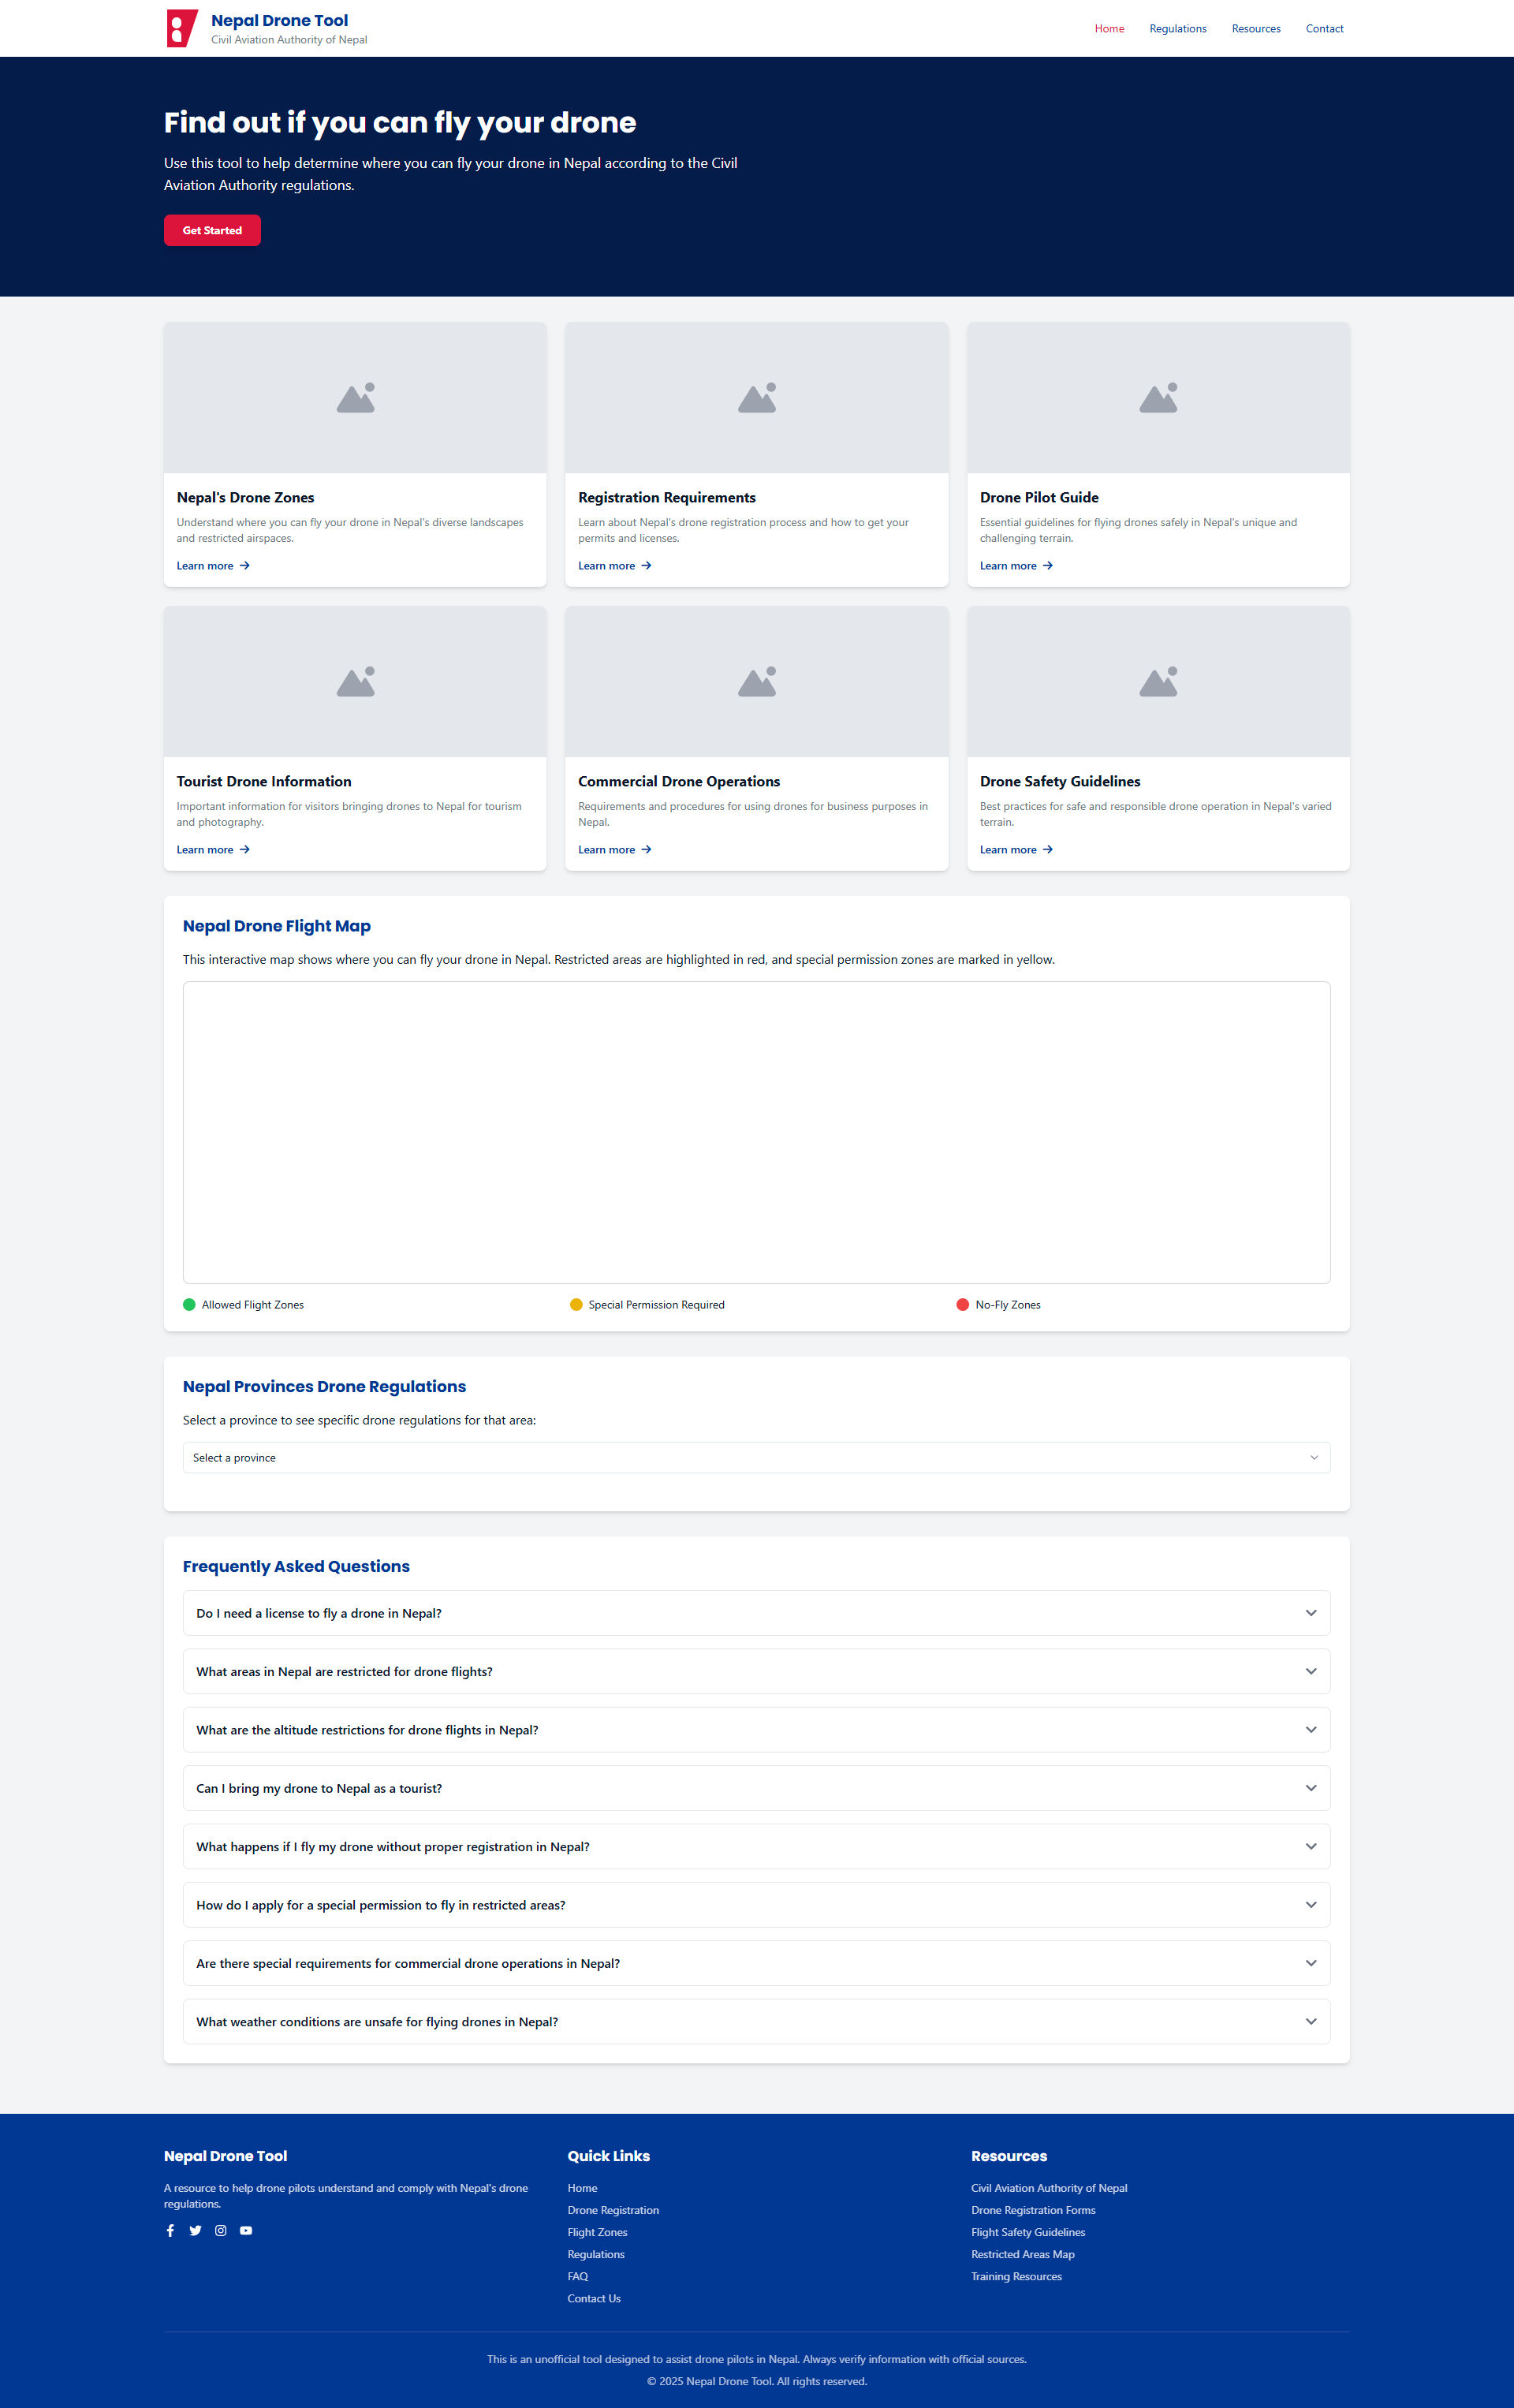 Nepal Drone Tool
Civil Aviation Authority of Nepal
Home
Regulations
Resources
Contact
Find out if you can fly your drone
Use this tool to help determine where you can fly your drone in Nepal according to the Civil
Aviation Authority regulations.
Get Started
Nepal's Drone Zones
Understand where you can fly your drone in Nepal's diverse landscapes
and restricted airspaces.
Learn more
Registration Requirements
Learn about Nepal's drone registration process and how to get your
permits and licenses.
Learn more
Drone Pilot Guide
Essential guidelines for flying drones safely in Nepal's unique and
challenging terrain.
Learn more
Tourist Drone Information
Important information for visitors bringing drones to Nepal for tourism
and photography.
Learn more
Commercial Drone Operations
Requirements and procedures for using drones for business purposes in
Nepal.
Learn more
Drone Safety Guidelines
Best practices for safe and responsible drone operation in Nepal's varied
terrain.
Learn more
Nepal Drone Flight Map
This interactive map shows where you can fly your drone in Nepal. Restricted areas are highlighted in red, and special permission zones are marked in yellow.
Allowed Flight Zones
Special Permission Required
No-Fly Zones
Nepal Provinces Drone Regulations
Select a province to see specific drone regulations for that area:
Select a province
Frequently Asked Questions
Do I need a license to fly a drone in Nepal?
What areas in Nepal are restricted for drone flights?
What are the altitude restrictions for drone flights in Nepal?
Can I bring my drone to Nepal as a tourist?
What happens if I fly my drone without proper registration in Nepal?
How do I apply for a special permission to fly in restricted areas?
Are there special requirements for commercial drone operations in Nepal?
What weather conditions are unsafe for flying drones in Nepal?
Nepal Drone Tool
A resource to help drone pilots understand and comply with Nepal's drone
regulations.
Quick Links
Home
Drone Registration
Flight Zones
Regulations
FAQ
Contact Us
Resources
Civil Aviation Authority of Nepal
Drone Registration Forms
Flight Safety Guidelines
Restricted Areas Map
Training Resources
This is an unofficial tool designed to assist drone pilots in Nepal. Always verify information with official sources.
© 2025 Nepal Drone Tool. All rights reserved.